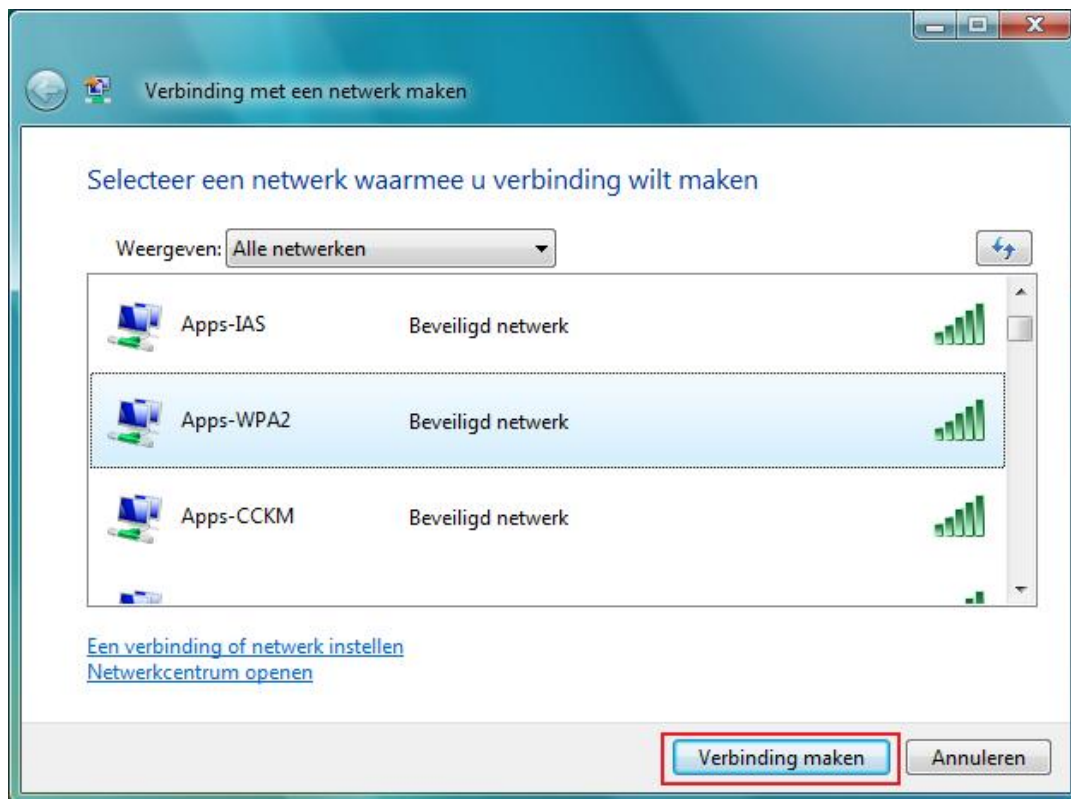 Verbinding met een netwerk maken
Selecteer een netwerk waarmee u verbinding wilt maken
Weergeven: Alle netwerken
Apps-IAS Beveiligd netwerk
Apps-WPA2 Beveiligd netwerk
Apps-CCKM Beveiligd netwerk
Een verbinding of netwerk instellen
Netwerkcentrum openen
Verbinding maken Annuleren